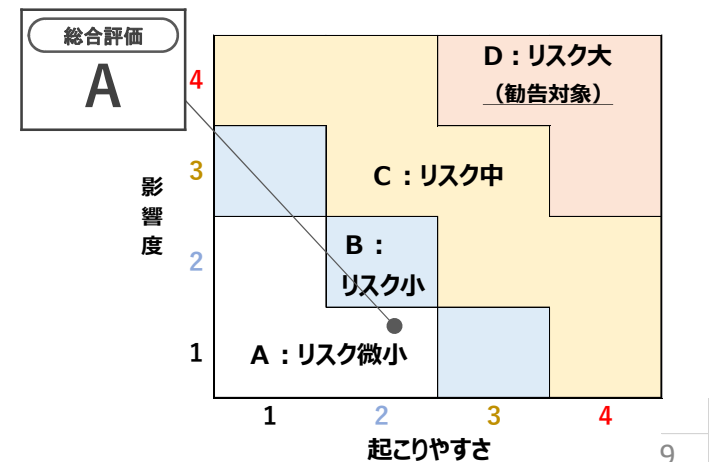 総合評価
A
D：リスク大
（勧告対象）
4
C：リスク中
3
影
響
度
B：
リスク小
2
A：リスク微小
1
1 2 3 4
起こりやすさ
9